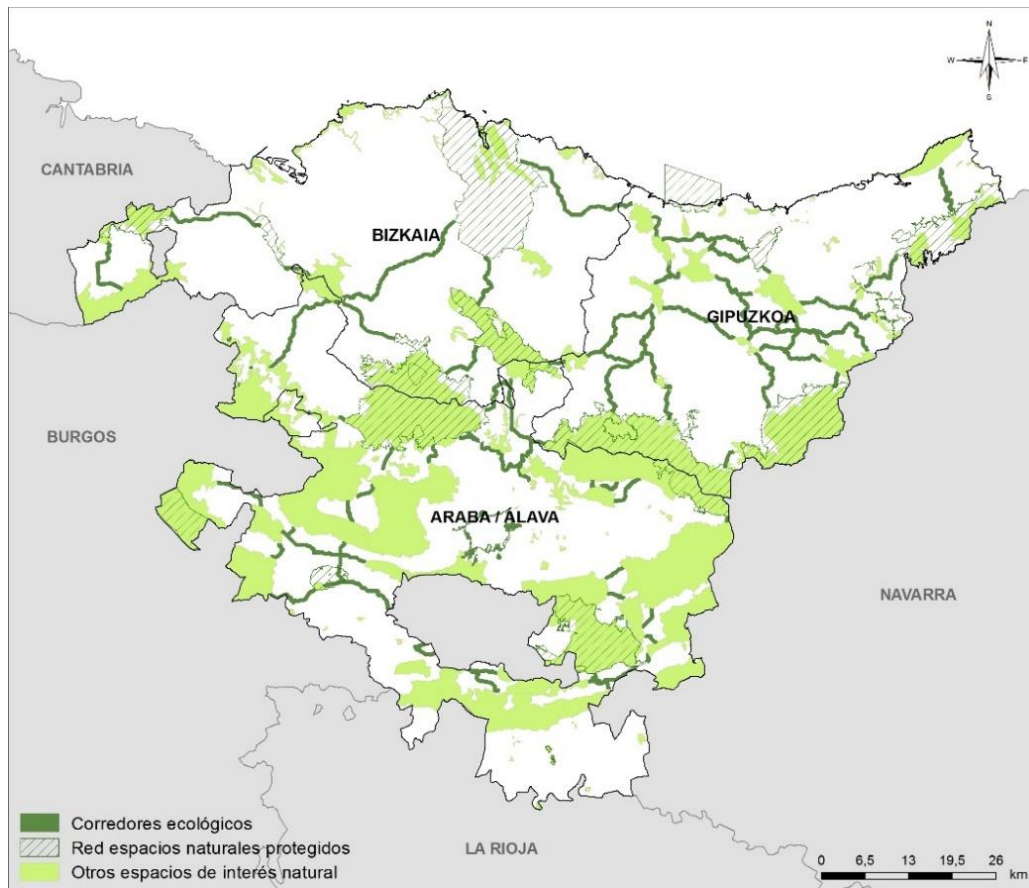 N
W E
S
CANTABRIA
BIZKAIA
GIPUZKOA
BURGOS
ARABA / ÁLAVA
NAVARRA
Corredores ecológicos
Red espacios naturales protegidos
Otros espacios de interés natural
LA RIOJA
0 6,5 13 19,5 26
km